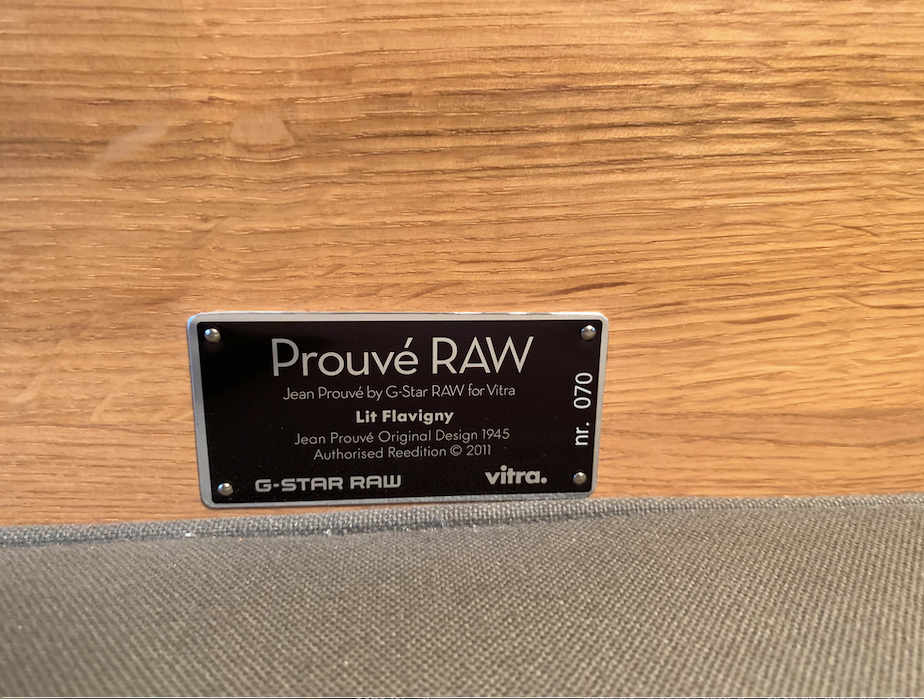 Prouvé RAW
Jean Prouvé by G-Star RAW for Vitra
Lit Flavigny
Jean Prouvé Original Design 1945
Authorised Reedition © 2011
G-STAR RAW
vitra.
nr. 070